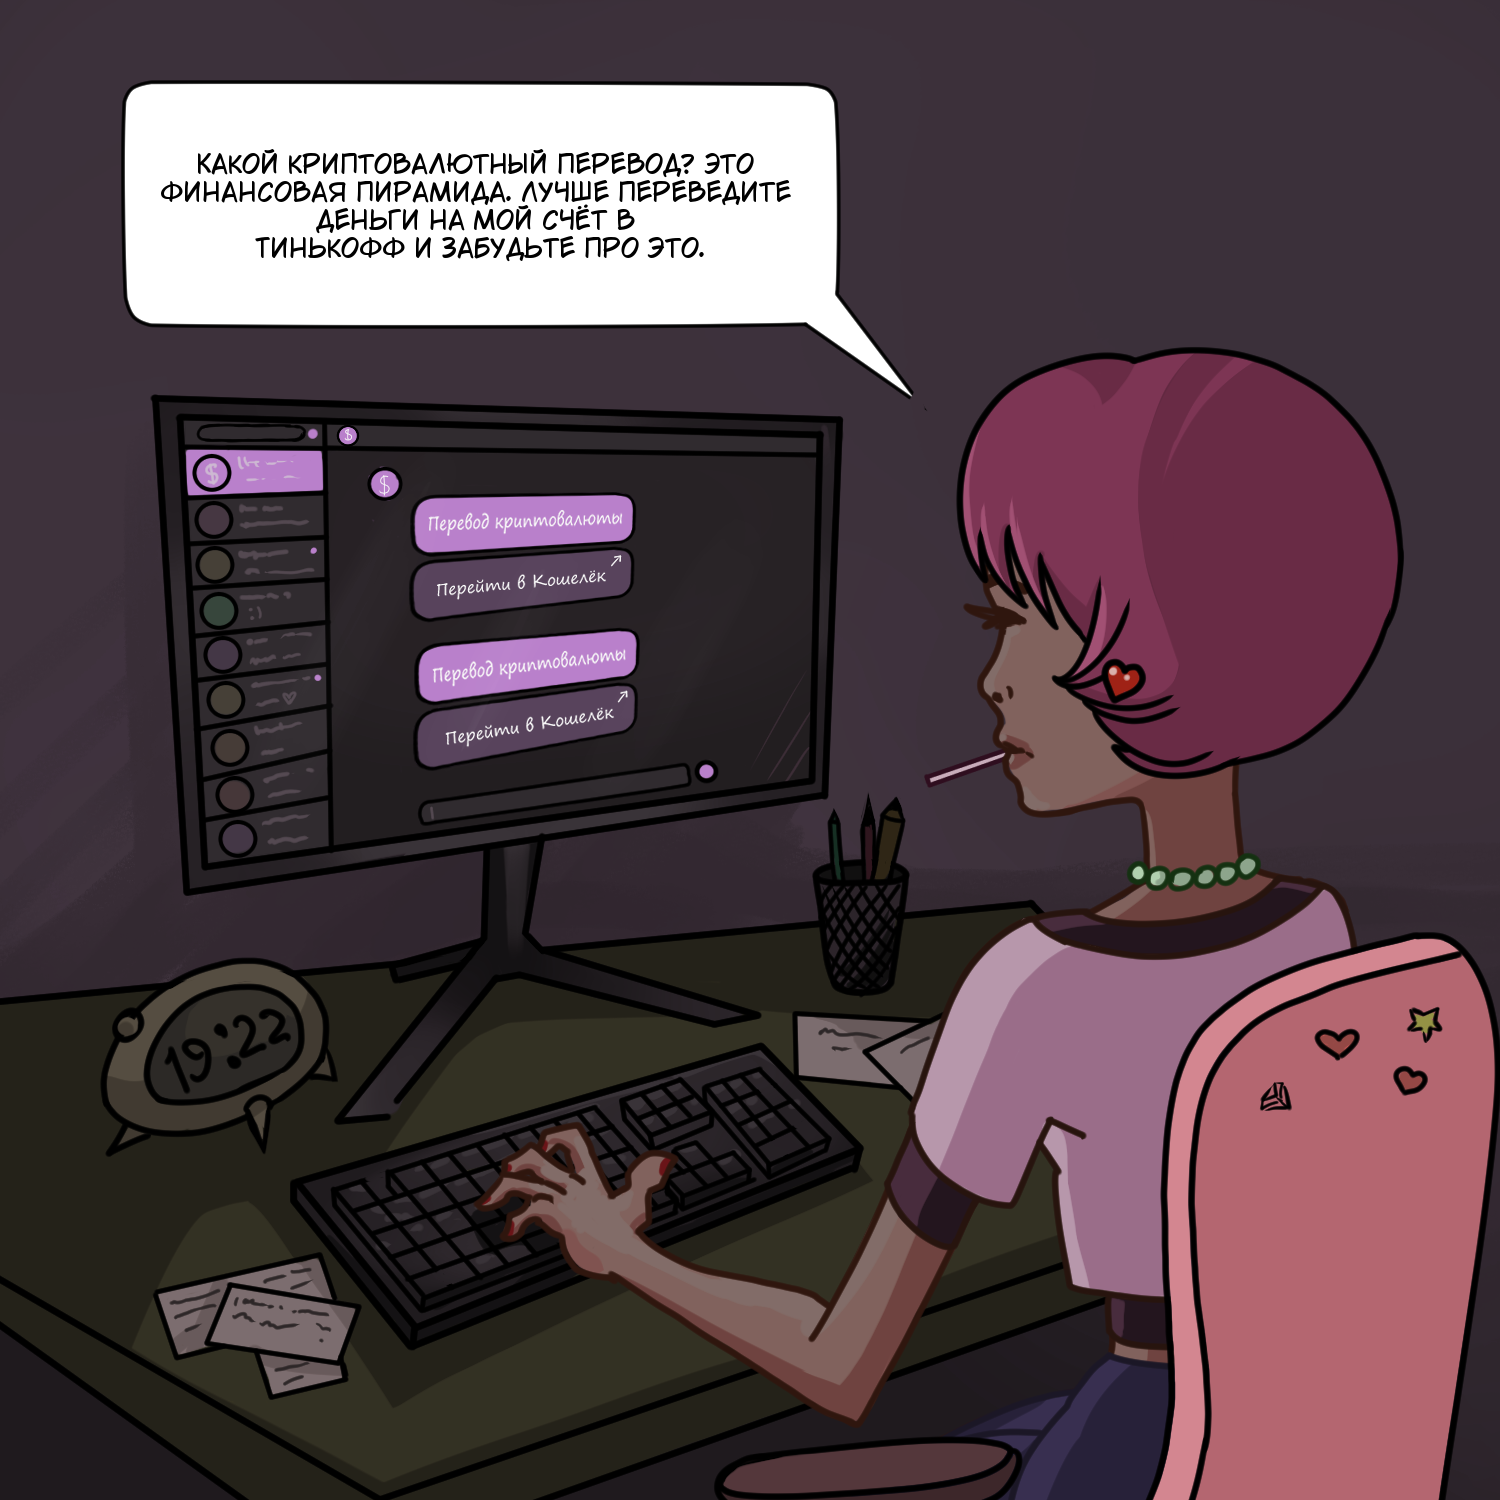 КАКОЙ КРИПТОВАЛЮТНЫЙ ПЕРЕВОД? ЭТО
ФИНАНСОВАЯ ПИРАМИДА. ЛУЧШЕ ПЕРЕВЕДИТЕ
ДЕНЬГИ НА МОЙ СЧЁТ В
ТИНЬКОФФ И ЗАБУДЬТЕ ПРО ЭТО.
$
$
$
Перевод криптовалюты
Перейти в Кошелёк
:)
Перевод криптовалюты
Перейти в Кошелёк
19:22